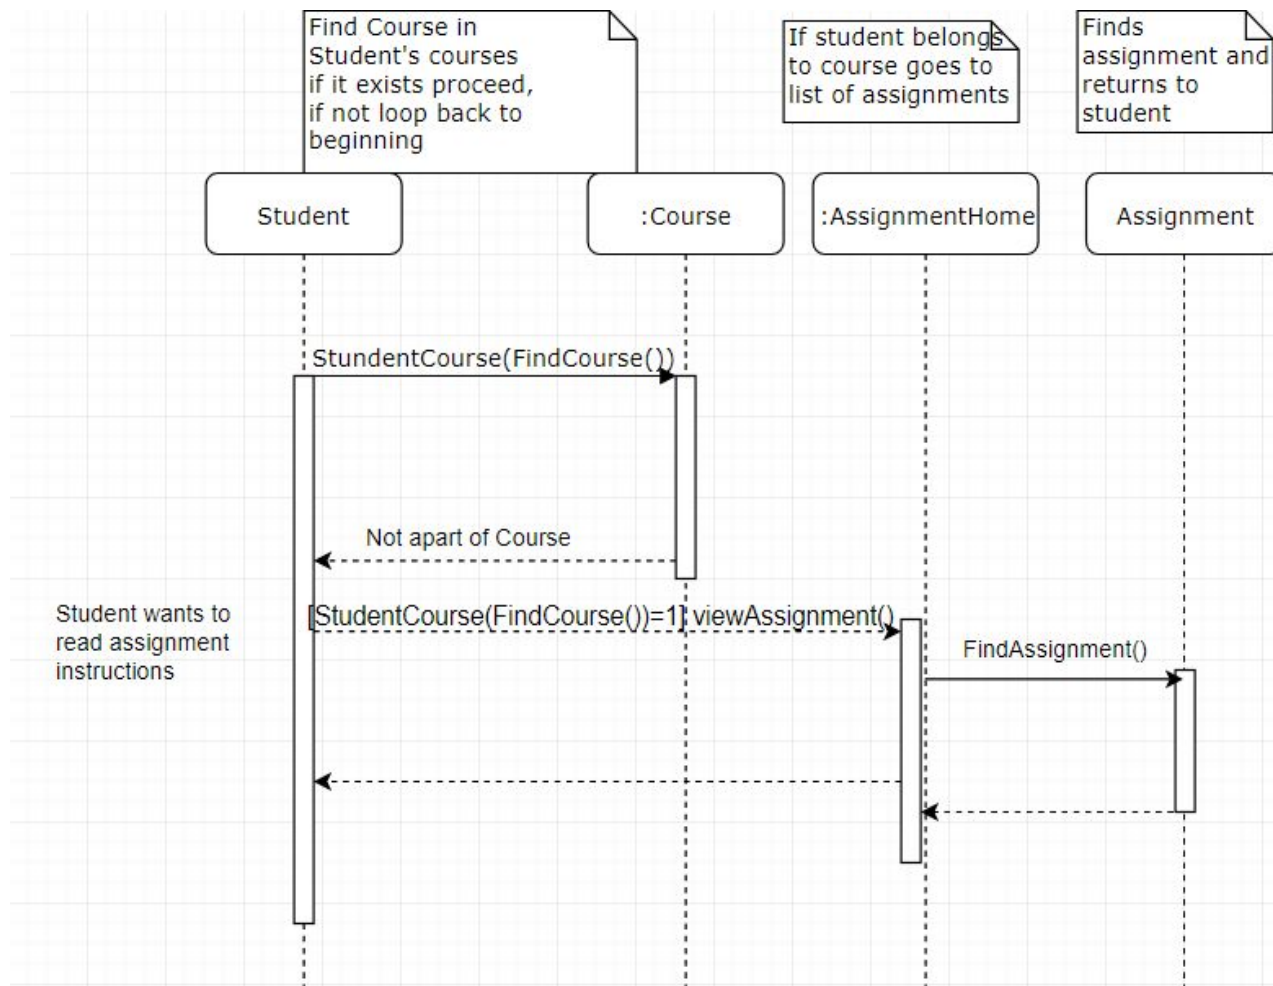 Find Course in
Student's courses
if it exists proceed,
if not loop back to
beginning
If student belongs
to course goes to
list of assignments
Finds
assignment and
returns to
student
Student
:Course
:AssignmentHome
Assignment
StundentCourse(FindCourse())
Not apart of Course
Student wants to
read assignment
instructions
[StudentCourse(FindCourse())=1] viewAssignment()
FindAssignment()